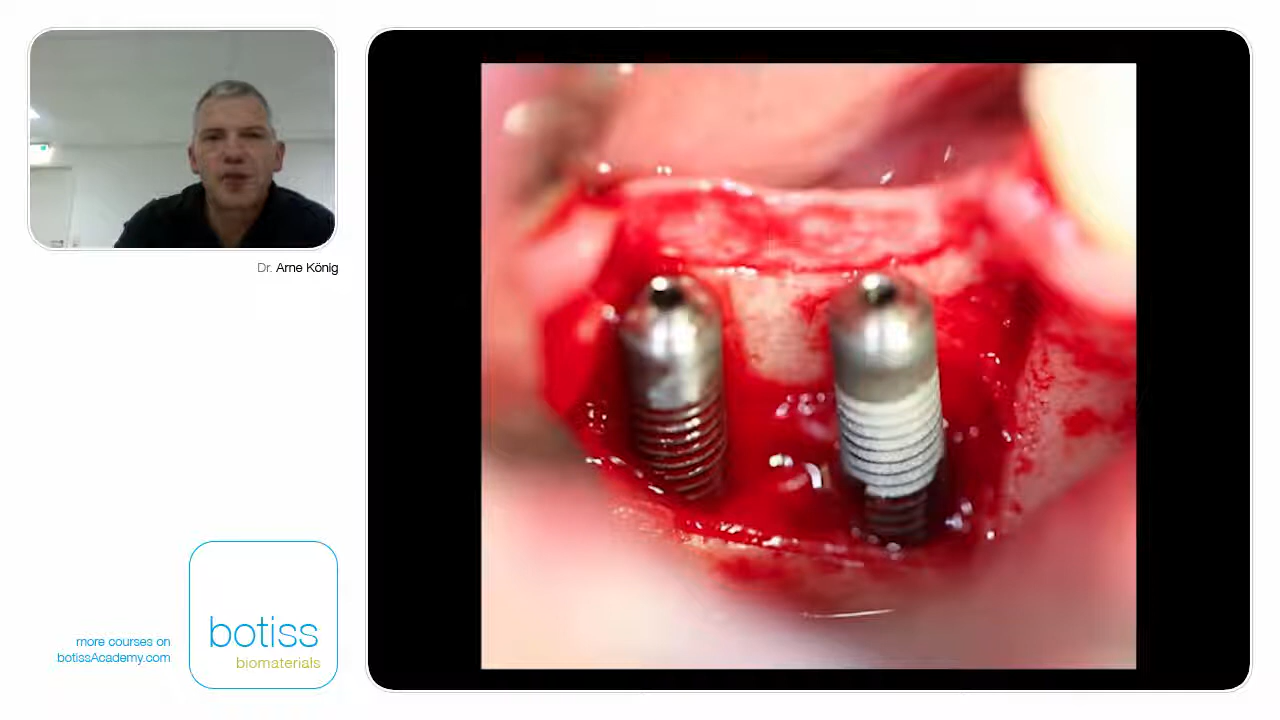 Dr. Arne König
more courses on
botissAcademy.com
botiss
biomaterials